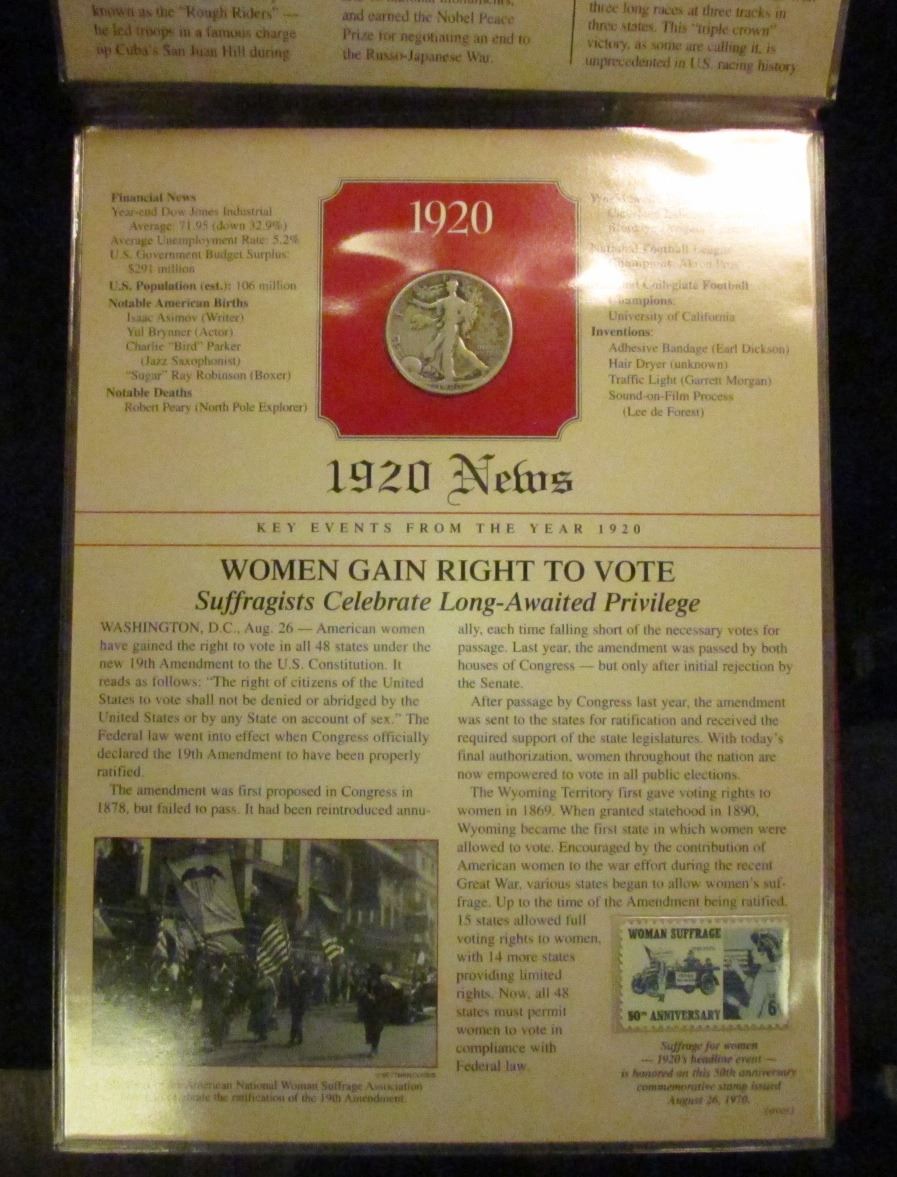 known as the "Rough Riders" —
he led troops in a famous charge
up Cuba's San Juan Hill during
and earned the Nobel Peace
Prize for negotiating an end to
the Russo-Japanese War.
three long races at three tracks in
three states. This "triple crown"
victory, as some are calling it, is
unprecedented in U.S. racing history
Financial News
Year-end Dow Jones Industrial
Average: 71.95 (down 32.9%)
Average Unemployment Rate: 5.2%
U.S. Government Budget Surplus:
$291 million
U.S. Population (est.): 106 million
Notable American Births
Isaac Asimov (Writer)
Yul Brynner (Actor)
Charlie "Bird" Parker
(Jazz Saxophonist)
"Sugar" Ray Robinson (Boxer)
Notable Deaths
Robert Peary (North Pole Explorer)
1920
National Football League
Collegiate Football
Champions:
University of California
Inventions:
Adhesive Bandage (Earl Dickson)
Hair Dryer (unknown)
Traffic Light (Garrett Morgan)
Sound-on-Film Process
(Lee de Forest)
1920 News
KEY EVENTS FROM THE YEAR 1920
WOMEN GAIN RIGHT TO VOTE
Suffragists Celebrate Long-Awaited Privilege
WASHINGTON, D.C., Aug. 26 — American women
have gained the right to vote in all 48 states under the
new 19th Amendment to the U.S. Constitution. It
reads as follows: "The right of citizens of the United
States to vote shall not be denied or abridged by the
United States or by any State on account of sex." The
Federal law went into effect when Congress officially
declared the 19th Amendment to have been properly
ratified.
The amendment was first proposed in Congress in
1878, but failed to pass. It had been reintroduced annu-
ally, each time falling short of the necessary votes for
passage. Last year, the amendment was passed by both
houses of Congress — but only after initial rejection by
the Senate.
After passage by Congress last year, the amendment
was sent to the states for ratification and received the
required support of the state legislatures. With today's
final authorization, women throughout the nation are
now empowered to vote in all public elections.
The Wyoming Territory first gave voting rights to
women in 1869. When granted statehood in 1890,
Wyoming became the first state in which women were
allowed to vote. Encouraged by the contribution of
American women to the war effort during the recent
Great War, various states began to allow women's suf-
frage. Up to the time of the Amendment being ratified,
15 states allowed full
voting rights to women,
with 14 more states
providing limited
rights. Now, all 48
states must permit
women to vote in
compliance with
Federal law.
American National Woman Suffrage Association
celebrate the ratification of the 19th Amendment.
WOMAN SUFFRAGE
50TH ANNIVERSARY
6
Suffrage for women
— 1920's headline event —
is honored on this 50th anniversary
commemorative stamp issued
August 26, 1970.
(over)